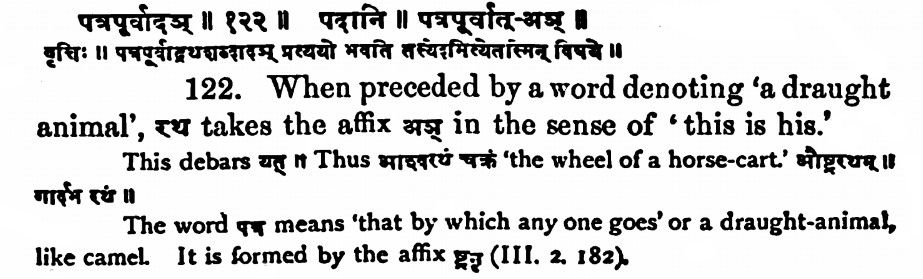 पत्रपूर्वादञ् ॥ १२२ ॥ पदानि ॥ पत्रपूर्वात्-अञ् ॥
वृत्तिः ॥ पत्रपूर्वाद्रथशब्दादञ् प्रत्ययो भवति तस्येदमित्येतस्मिन् विषये ॥
122. When preceded by a word denoting ‘a draught
animal’, रथ takes the affix अञ् in the sense of ‘ this is his.’
This debars यत् ॥ Thus आश्वरथं चक्रं ‘the wheel of a horse-cart.’ औष्ट्ररथम् ॥
गार्दभ रथं ॥
The word पत्र means ‘that by which any one goes’ or a draught-animal,
like camel. It is formed by the affix ष्ट्रन् (III. 2. 182).